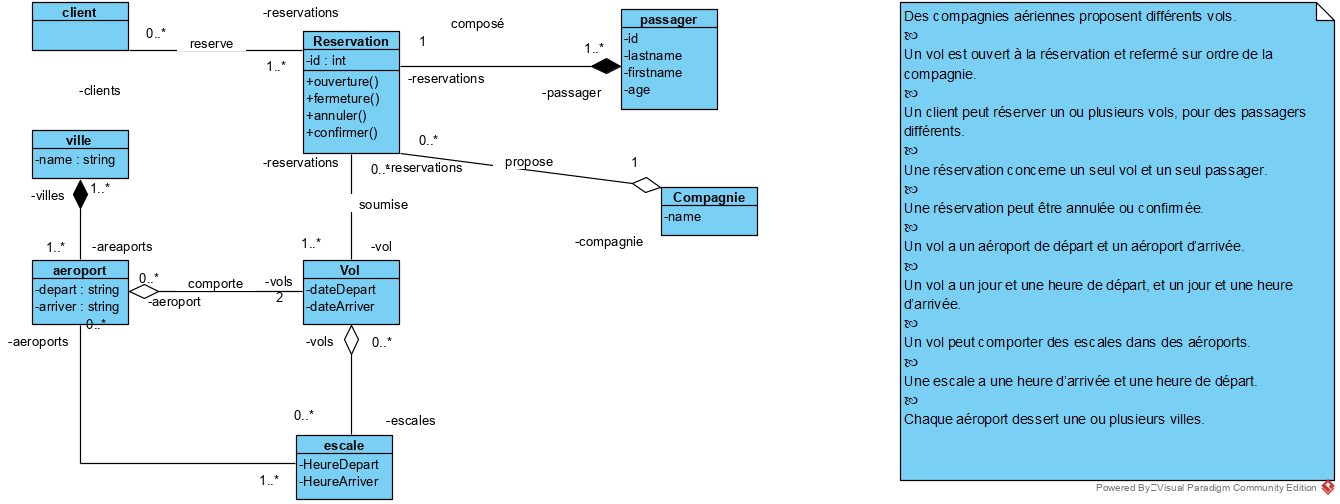 client
-reservations
0..*
reserve
1..*
-clients
Reservation
-id : int
+ouverture()
+fermeture()
+annuler()
+confirmer()
composé
1
1..*
-reservations
-passager
passager
-id
-lastname
-firstname
-age
ville
-name : string
-villes
1..*
1..*
-areaports
-reservations
0..*
0..*
-reservations
propose
1
Compagnie
-name
-compagnie
soumise
1..*
-vol
aeroport
-depart : string
-arriver : string
0..*
comporte
-vols
-aeroport
2
Vol
-dateDepart
-dateArriver
0..*
-aeroports
-vols
0..*
0..*
-escales
escale
-HeureDepart
-HeureArriver
1..*
Des compagnies aériennes proposent différents vols.
Un vol est ouvert à la réservation et refermé sur ordre de la
compagnie.
Un client peut réserver un ou plusieurs vols, pour des passagers
différents.
Une réservation concerne un seul vol et un seul passager.
Une réservation peut être annulée ou confirmée.
Un vol a un aéroport de départ et un aéroport d’arrivée.
Un vol a un jour et une heure de départ, et un jour et une heure
d’arrivée.
Un vol peut comporter des escales dans des aéroports.
Une escale a une heure d’arrivée et une heure de départ.
Chaque aéroport dessert une ou plusieurs villes.
Powered By Visual Paradigm Community Edition